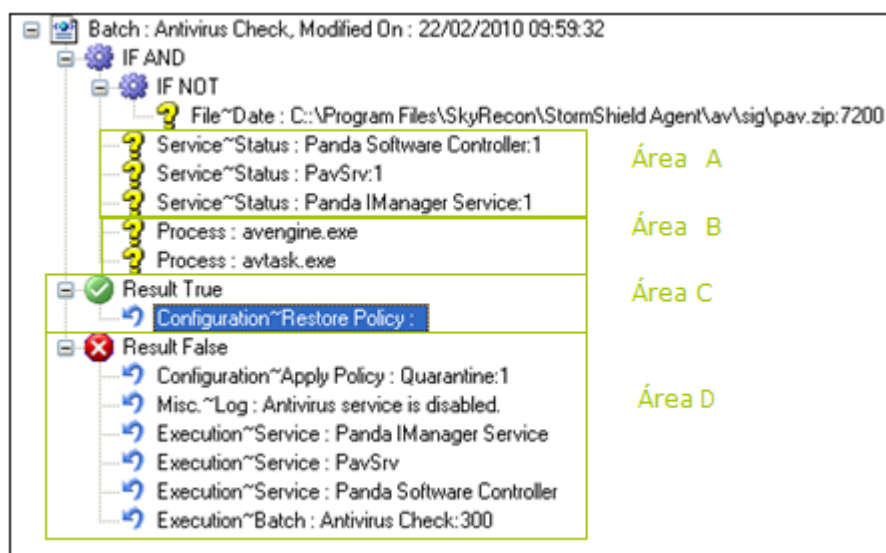 Batch : Antivirus Check, Modified On : 22/02/2010 09:59:32
IF AND
IF NOT
File~Date : C::\Program Files\SkyRecon\StormShield Agent\av\sig\pav.zip:7200
Service~Status : Panda Software Controller:1
Service~Status : PavSrv:1
Service~Status : Panda IManager Service:1
Área A
Process : avengine.exe
Process : avtask.exe
Área B
Result True
Configuration~Restore Policy :
Área C
Result False
Configuration~Apply Policy : Quarantine:1
Misc.~Log : Antivirus service is disabled.
Execution~Service : Panda IManager Service
Execution~Service : PavSrv
Execution~Service : Panda Software Controller
Execution~Batch : Antivirus Check:300
Área D